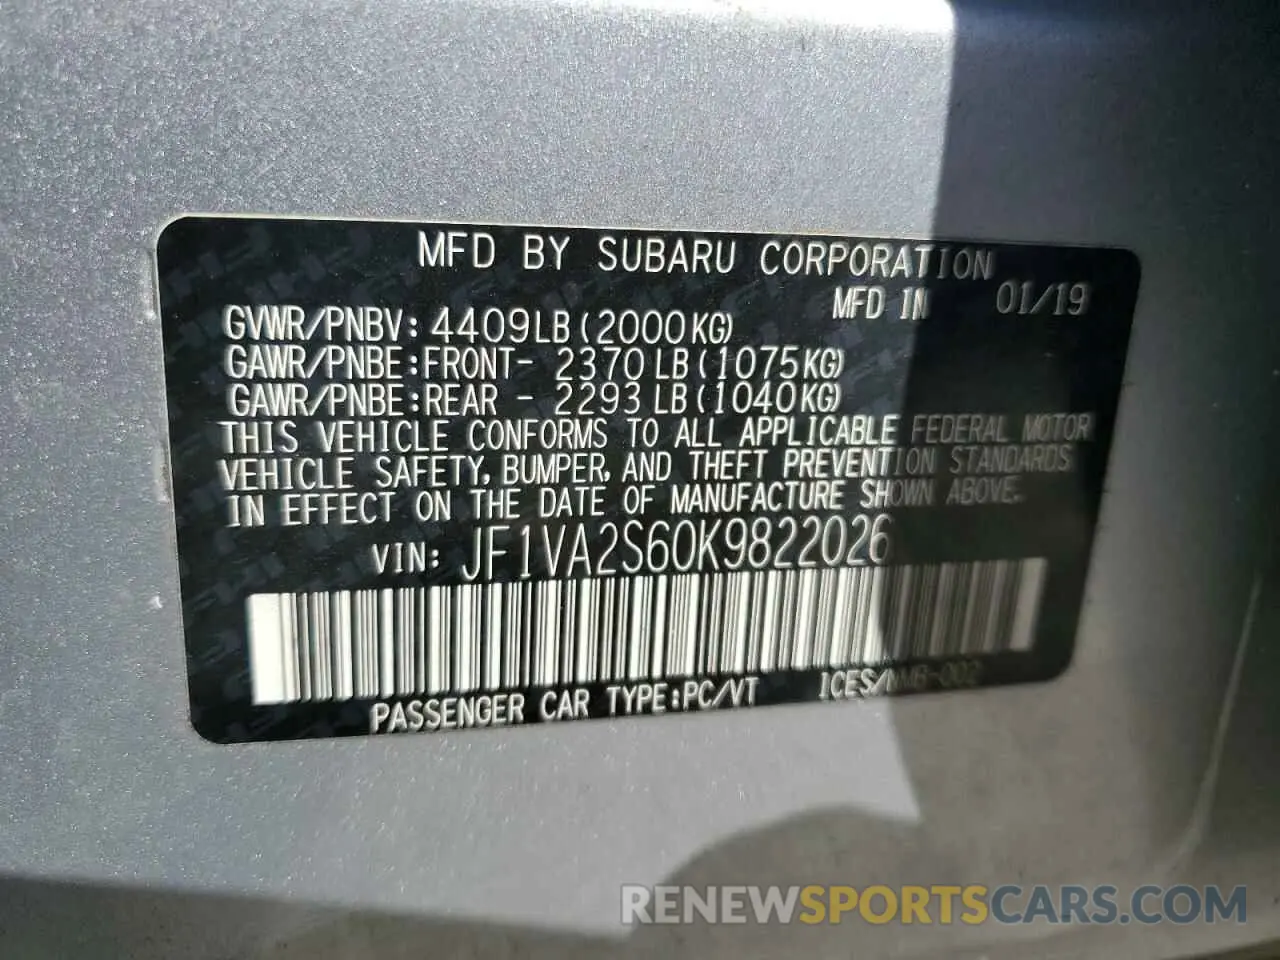 MFD BY SUBARU CORPORATION
MFD IN 01/19
GVWR/PNBV: 4409LB (2000KG)
GAWR/PNBE:FRONT- 2370 LB (1075KG)
GAWR/PNBE:REAR - 2293 LB (1040KG)
THIS VEHICLE CONFORMS TO ALL APPLICABLE FEDERAL MOTOR
VEHICLE SAFETY, BUMPER, AND THEFT PREVENTION STANDARDS
IN EFFECT ON THE DATE OF MANUFACTURE SHOWN ABOVE.
VIN: JF1VA2S60K9822026
PASSENGER CAR TYPE:PC/VT ICES/NMB-002
RENEWSPORTSCARS.COM